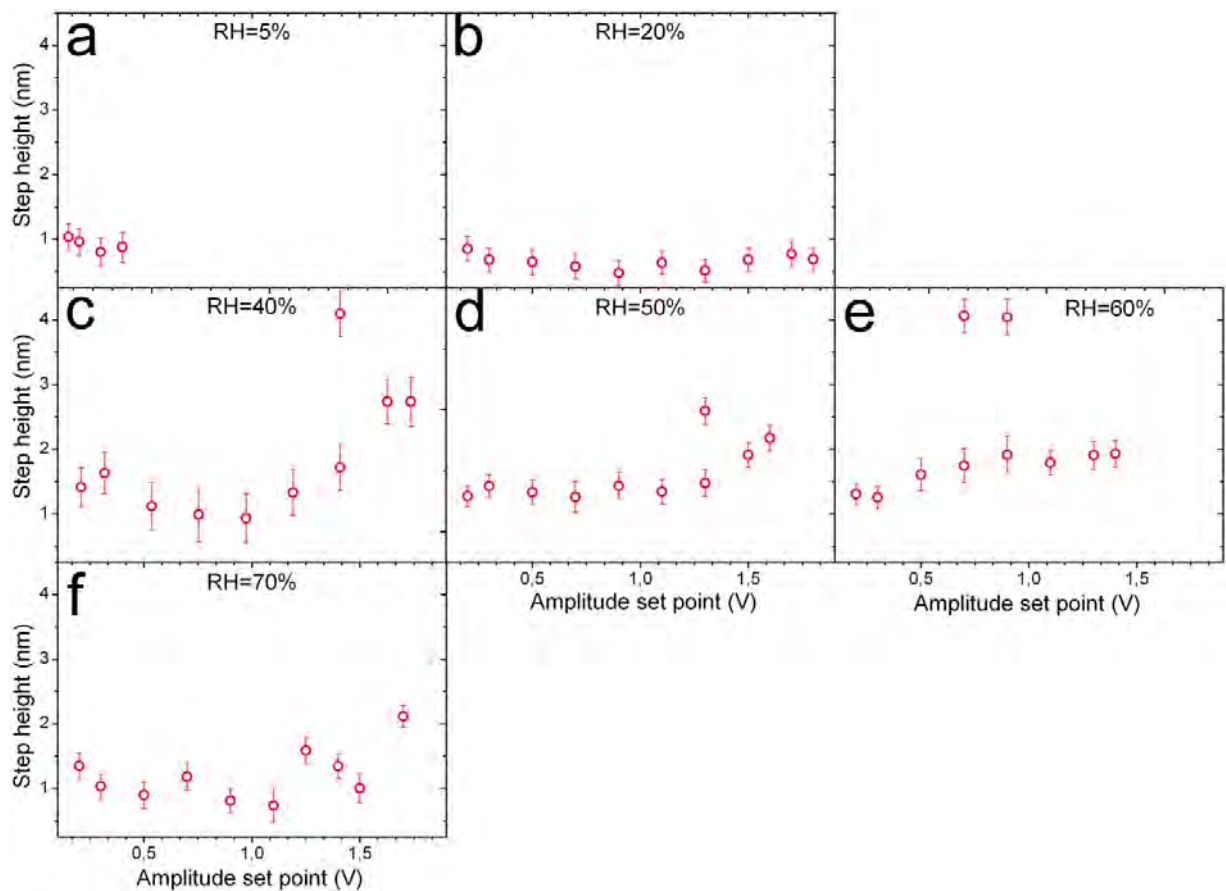 a RH=5%
b RH=20%
Step height (nm)
4
3
2
1
c RH=40%
d RH=50%
e RH=60%
Step height (nm)
4
3
2
1
0,5 1,0 1,5
Amplitude set point (V)
0,5 1,0 1,5
Amplitude set point (V)
f RH=70%
Step height (nm)
4
3
2
1
0,5 1,0 1,5
Amplitude set point (V)